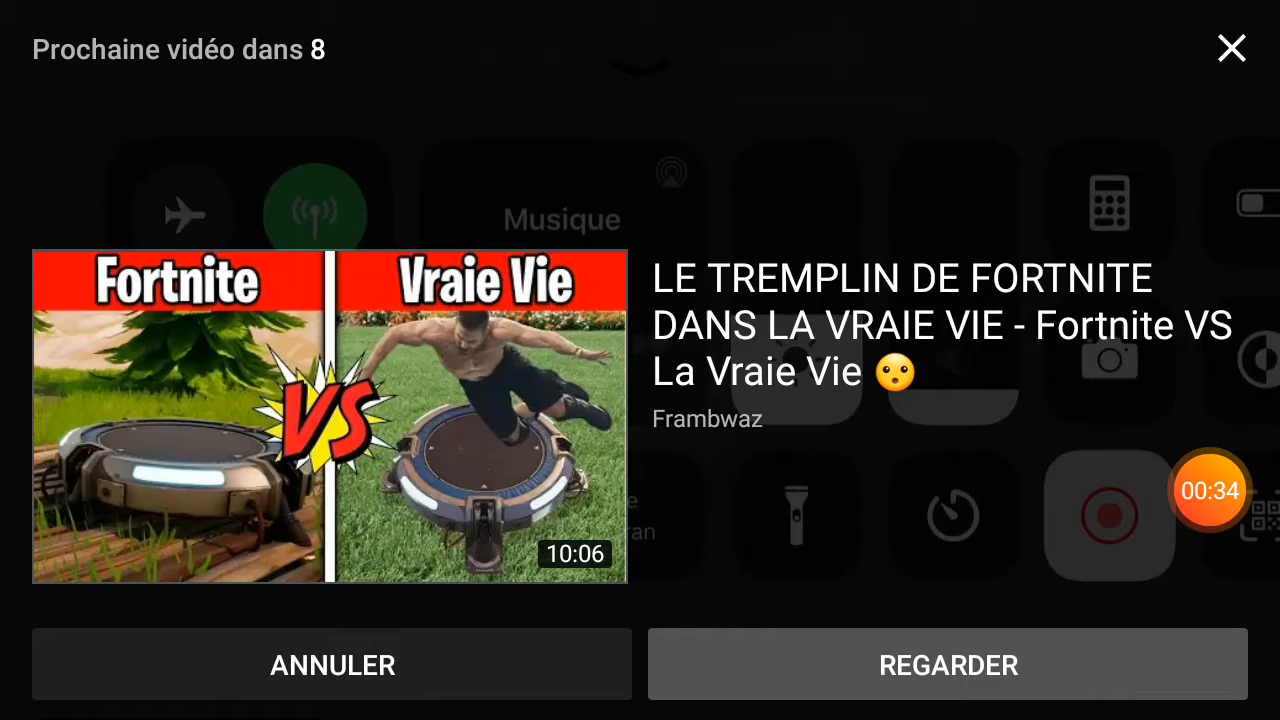 Prochaine vidéo dans 8
Musique
Fortnite
Vraie Vie
VS
10:06
LE TREMPLIN DE FORTNITE
DANS LA VRAIE VIE - Fortnite VS
La Vraie Vie 😮
Frambwaz
e
ran
00:34
ANNULER
REGARDER